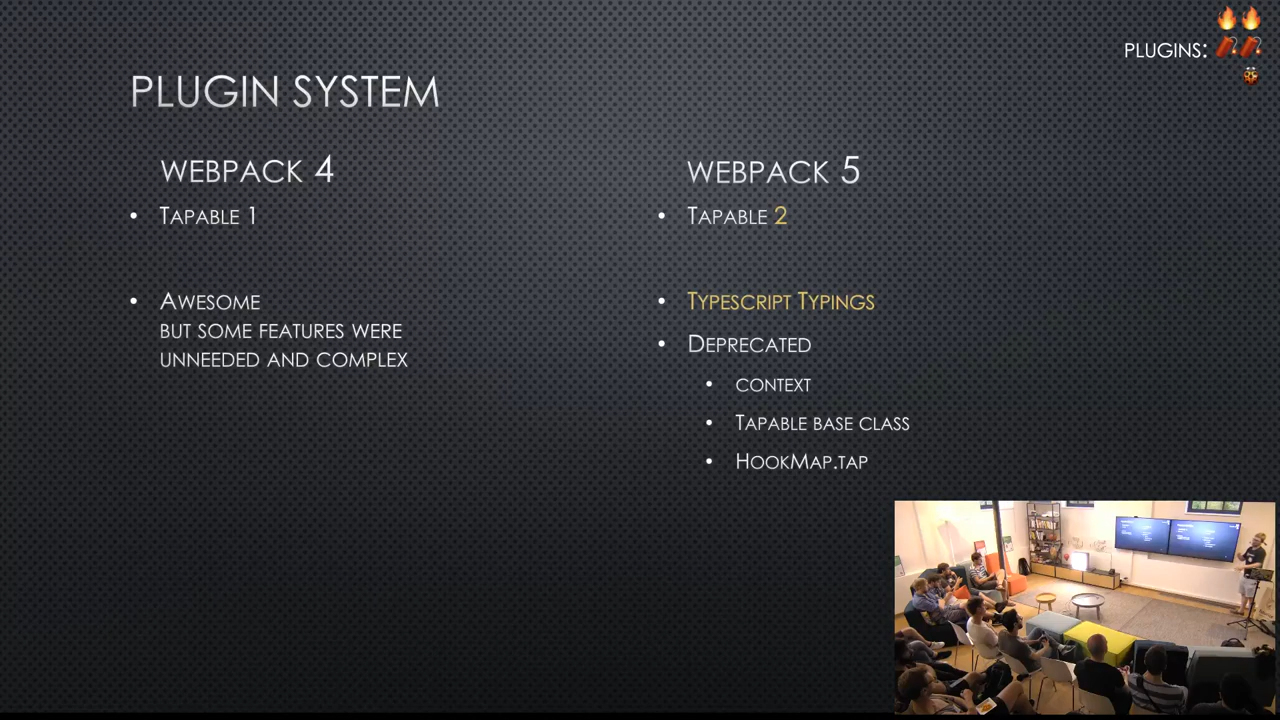 PLUGINS:
PLUGIN SYSTEM
WEBPACK 4
• TAPABLE 1
• AWESOME
BUT SOME FEATURES WERE
UNNEEDED AND COMPLEX
WEBPACK 5
• TAPABLE 2
• TYPESCRIPT TYPINGS
• DEPRECATED
• CONTEXT
• TAPABLE BASE CLASS
• HOOKMAP.TAP